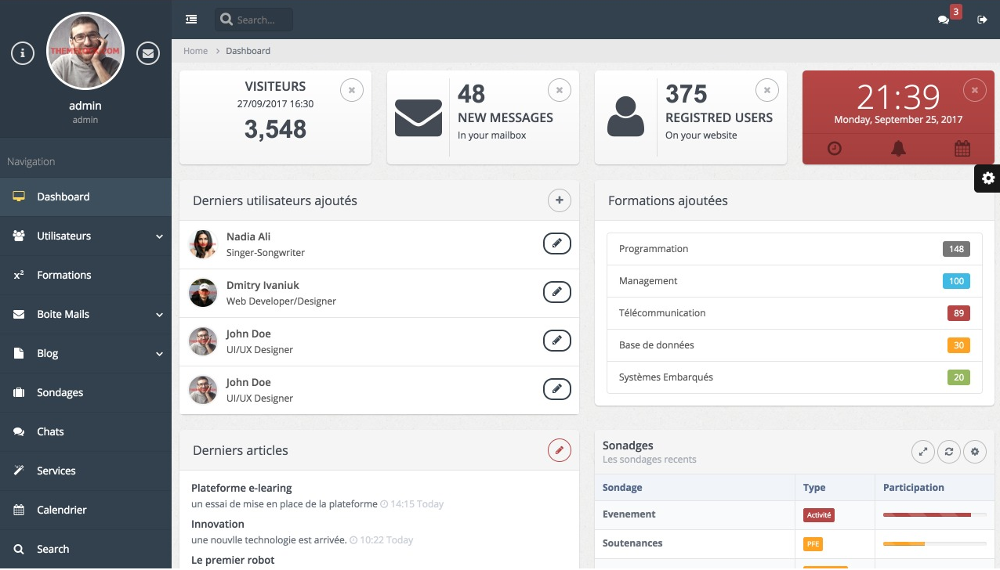 Search...
3
THEMELOCK.COM
admin
admin
Navigation
Dashboard
Utilisateurs
x²
Formations
Boite Mails
Blog
Sondages
Chats
Services
Calendrier
Search
Home > Dashboard
VISITEURS
27/09/2017 16:30
3,548
48
NEW MESSAGES
In your mailbox
375
REGISTRED USERS
On your website
21:39
Monday, September 25, 2017
Derniers utilisateurs ajoutés
Nadia Ali
Singer-Songwriter
Dmitry Ivaniuk
Web Developer/Designer
John Doe
UI/UX Designer
John Doe
UI/UX Designer
Formations ajoutées
Programmation 148
Management 100
Télécommunication 89
Base de données 30
Systèmes Embarqués 20
Derniers articles
Plateforme e-learing
un essai de mise en place de la plateforme 14:15 Today
Innovation
une nouvlle technologie est arrivée. 10:22 Today
Le premier robot
Sonadges
Les sondages recents
Sondage Type Participation
Evenement Activité
Soutenances PFE